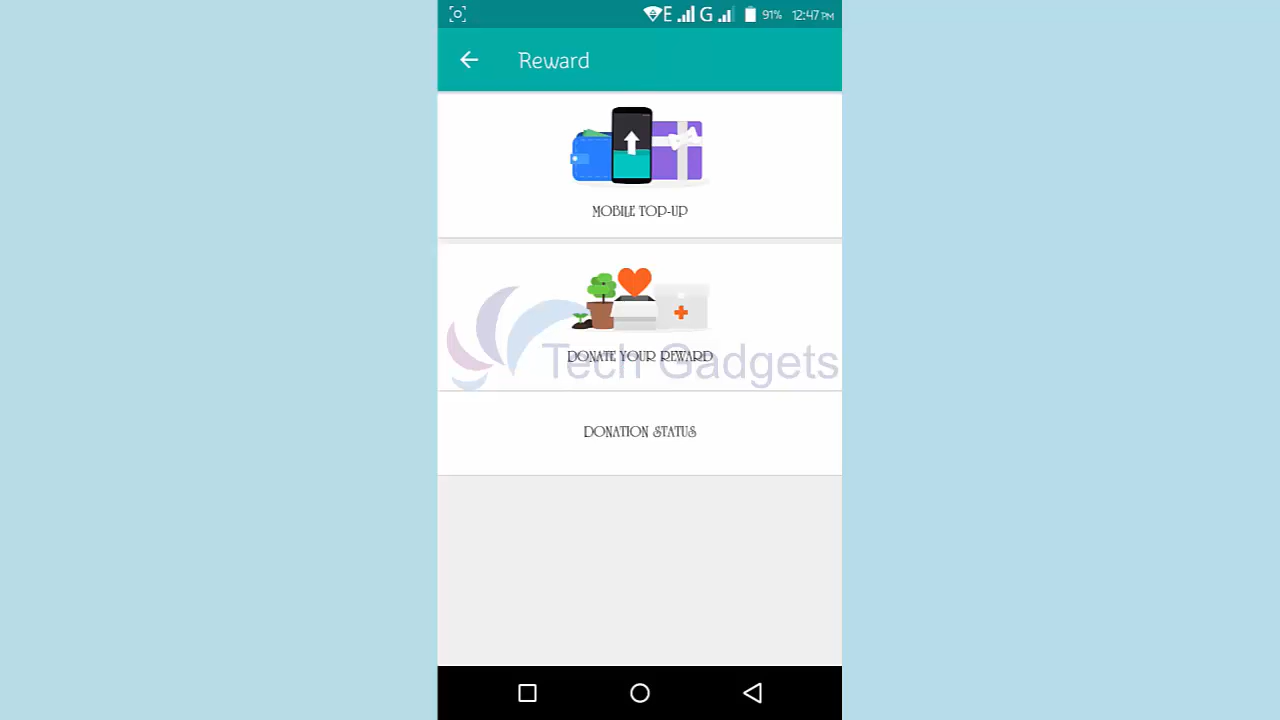 E G 91% 12:47 PM
Reward
MOBILE TOP-UP
DONATE YOUR REWARD
Tech Gadgets
DONATION STATUS